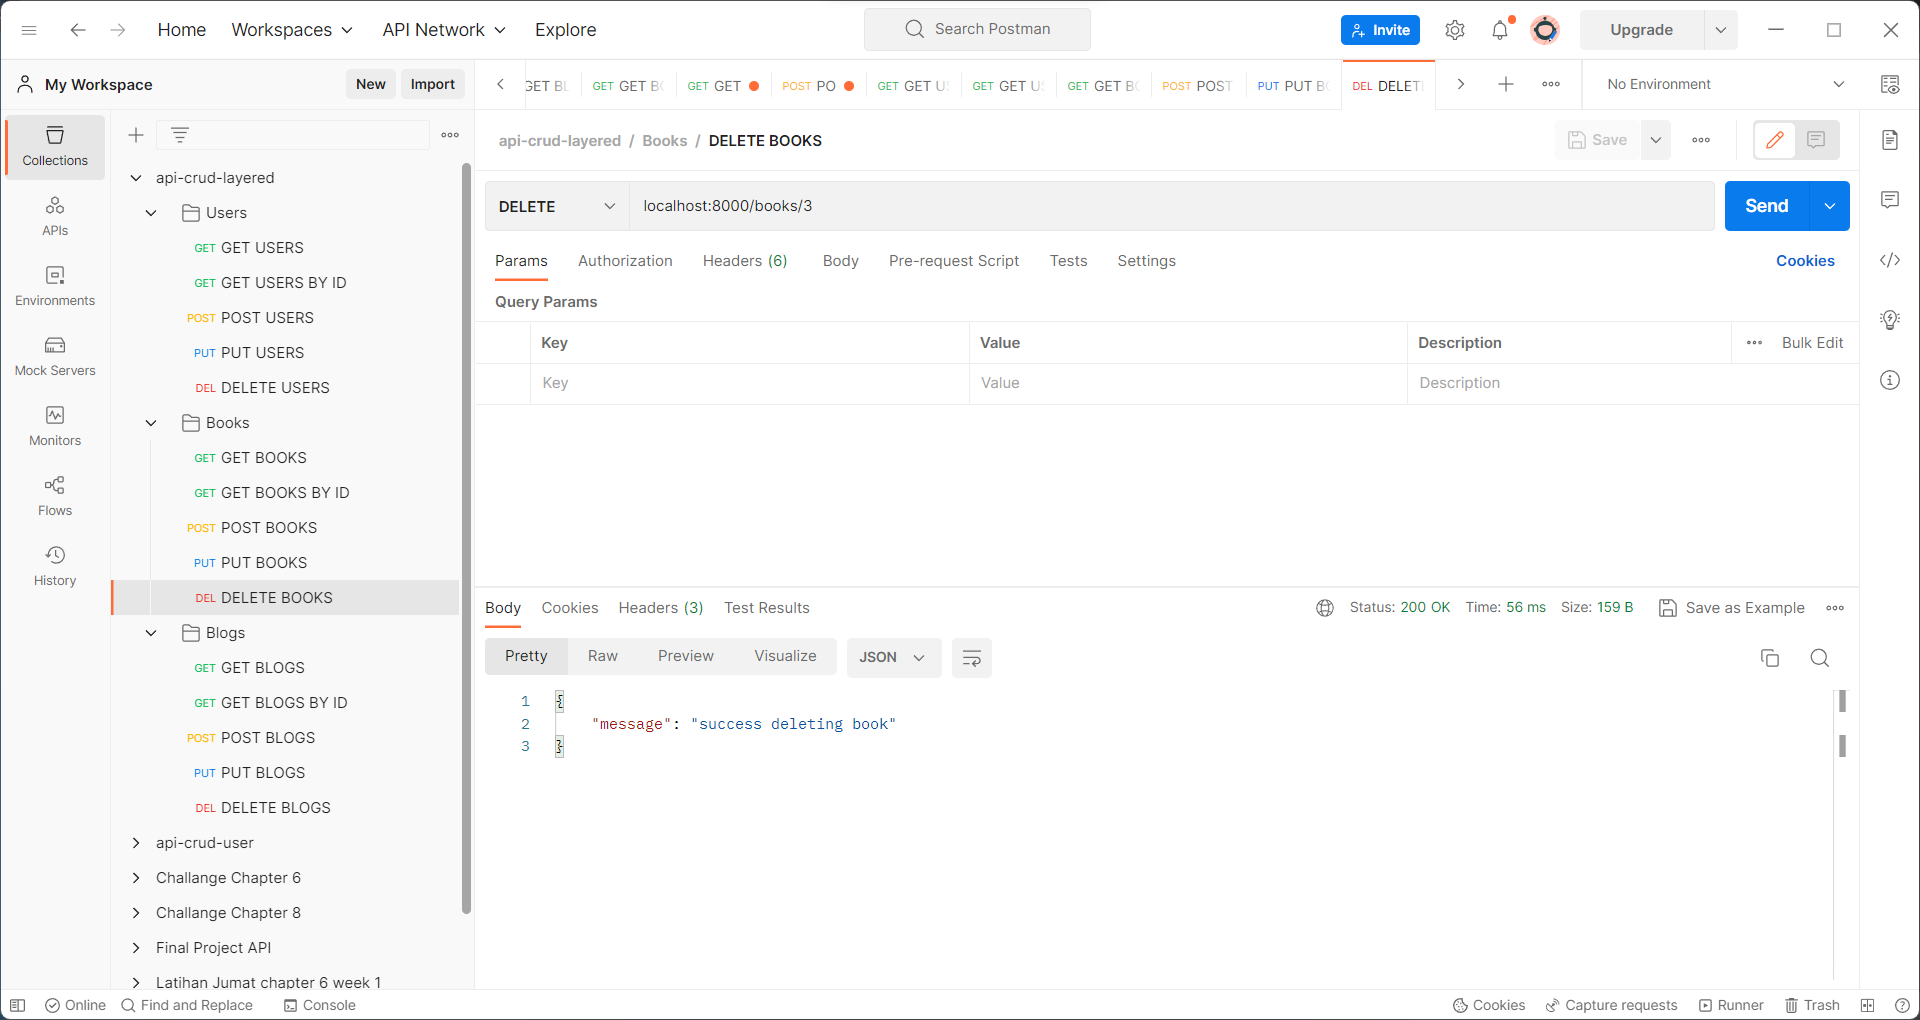 Home Workspaces API Network Explore Search Postman Invite Upgrade
My Workspace New Import
GET BL GET GET BO GET GET POST PO GET GET US GET GET US GET GET BO POST POST PUT PUT BO DEL DELET No Environment
Collections
APIs
Environments
Mock Servers
Monitors
Flows
History
api-crud-layered
Users
GET GET USERS
GET GET USERS BY ID
POST POST USERS
PUT PUT USERS
DEL DELETE USERS
Books
GET GET BOOKS
GET GET BOOKS BY ID
POST POST BOOKS
PUT PUT BOOKS
DEL DELETE BOOKS
Blogs
GET GET BLOGS
GET GET BLOGS BY ID
POST POST BLOGS
PUT PUT BLOGS
DEL DELETE BLOGS
api-crud-user
Challange Chapter 6
Challange Chapter 8
Final Project API
Latihan Jumat chapter 6 week 1
api-crud-layered / Books / DELETE BOOKS Save
DELETE localhost:8000/books/3 Send
Params Authorization Headers (6) Body Pre-request Script Tests Settings Cookies
Query Params
Key Value Description Bulk Edit
Key Value Description
Body Cookies Headers (3) Test Results Status: 200 OK Time: 56 ms Size: 159 B Save as Example
Pretty Raw Preview Visualize JSON
1 {
2 "message": "success deleting book"
3 }
Online Find and Replace Console Cookies Capture requests Runner Trash